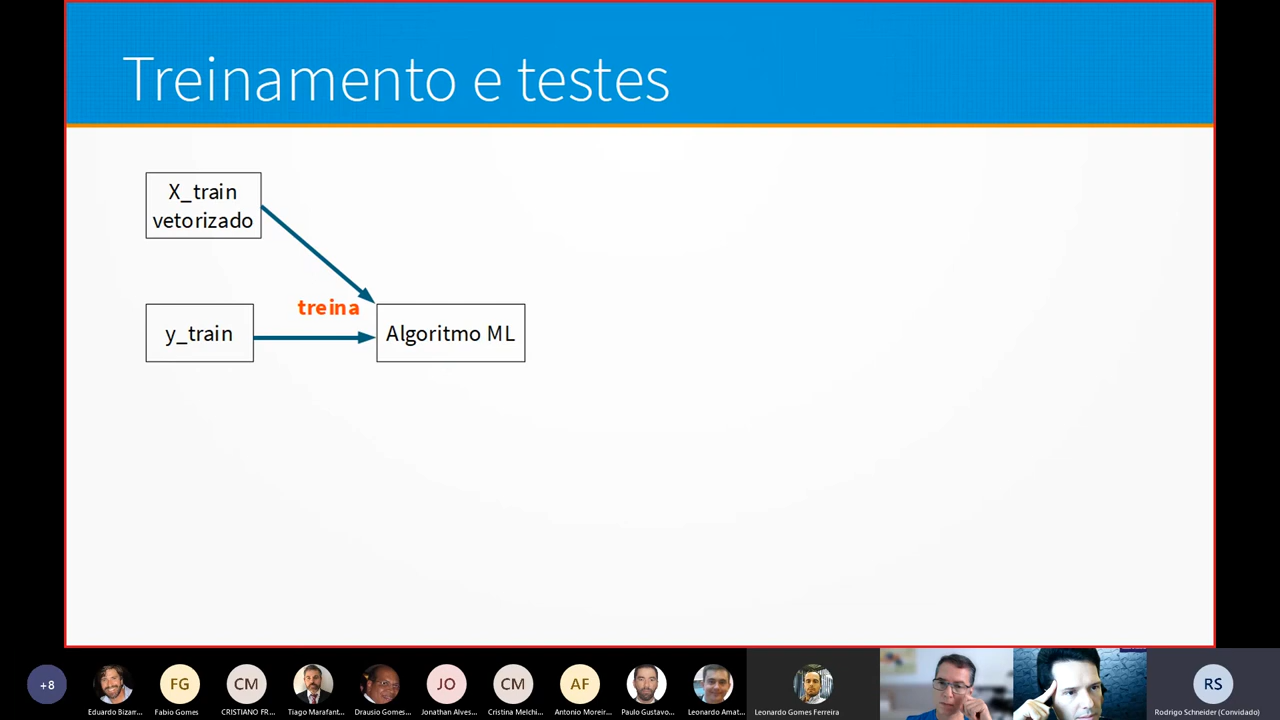 Treinamento e testes
X_train
vetorizado
treina
y_train
Algoritmo ML
+8
FG
CM
JO
CM
AF
RS
Eduardo Bizarr...
Fabio Gomes
CRISTIANO FR...
Tiago Marafant...
Drausio Gomes...
Jonathan Alves...
Cristina Melchi...
Antonio Moreir...
Paulo Gustavo...
Leonardo Amat...
Leonardo Gomes Ferreira
Rodrigo Schneider (Convidado)